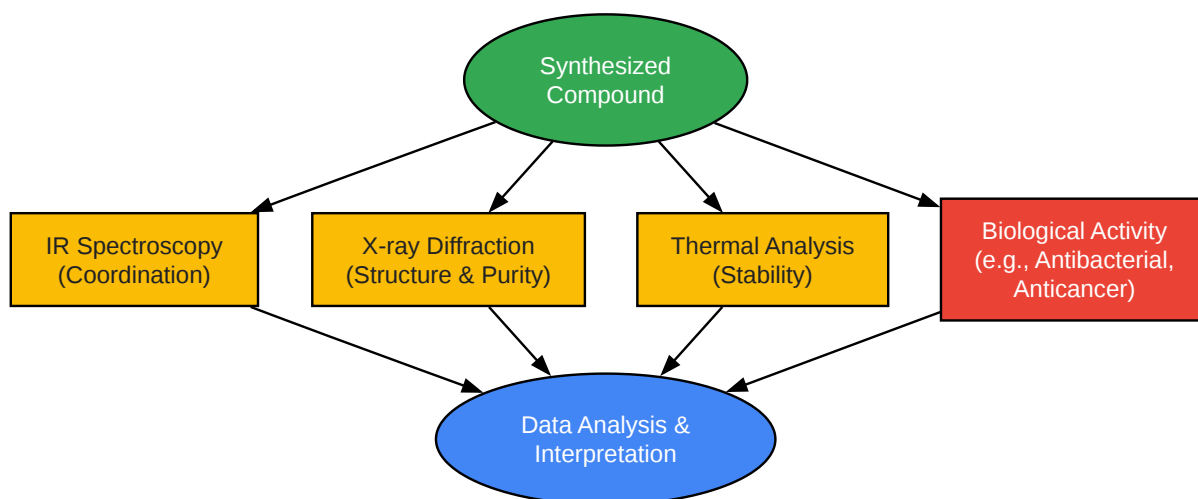 Synthesized
Compound
IR Spectroscopy
(Coordination)
X-ray Diffraction
(Structure & Purity)
Thermal Analysis
(Stability)
Biological Activity
(e.g., Antibacterial,
Anticancer)
Data Analysis &
Interpretation